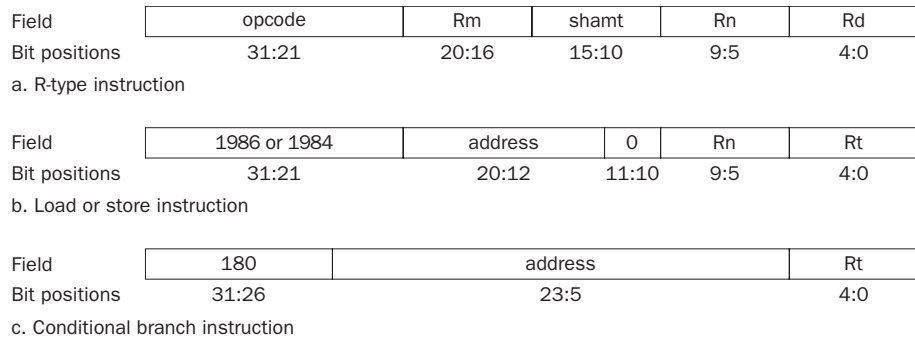 Field opcode Rm shamt Rn Rd
Bit positions 31:21 20:16 15:10 9:5 4:0
a. R-type instruction
Field 1986 or 1984 address 0 Rn Rt
Bit positions 31:21 20:12 11:10 9:5 4:0
b. Load or store instruction
Field 180 address Rt
Bit positions 31:26 23:5 4:0
c. Conditional branch instruction